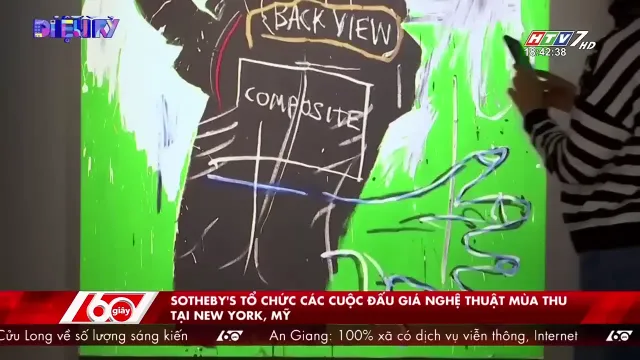 ĐIỆU KỲ
BACK VIEW
HTV7 HD
18:42:38
COMPOSITE
60 giây
SOTHEBY'S TỔ CHỨC CÁC CUỘC ĐẤU GIÁ NGHỆ THUẬT MÙA THU
TẠI NEW YORK, MỸ
Cửu Long về số lượng sáng kiến
An Giang: 100% xã có dịch vụ viễn thông, Internet